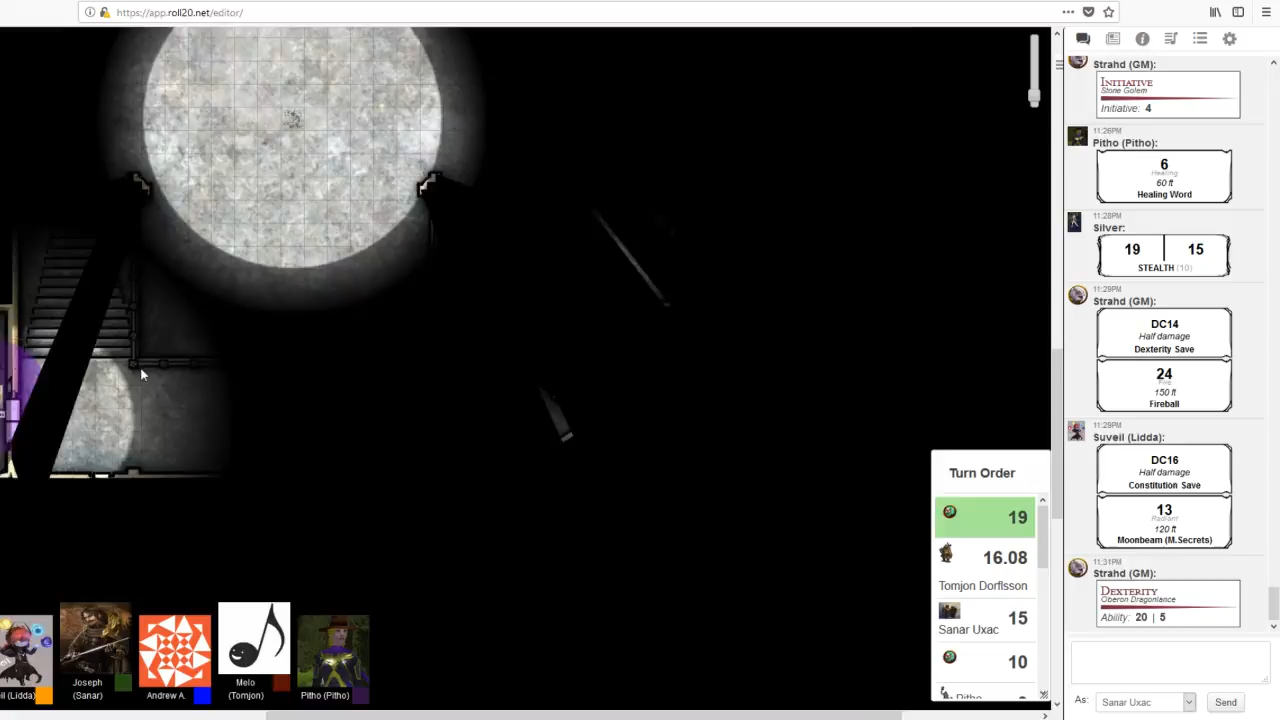 https://app.roll20.net/editor/
Strahd (GM):
INITIATIVE
Stone Golem
Initiative: 4
11:26PM
Pitho (Pitho):
6
Healing
60 ft
Healing Word
11:28PM
Silver:
19 15
STEALTH (10)
11:29PM
Strahd (GM):
DC14
Half damage
Dexterity Save
24
Fire
150 ft
Fireball
11:29PM
Suveil (Lidda):
DC16
Half damage
Constitution Save
13
Radiant
120 ft
Moonbeam (M.Secrets)
11:31PM
Strahd (GM):
DEXTERITY
Oberon Dragonlance
Ability: 20 | 5
As: Sanar Uxac Send
Turn Order
19
16.08
Tomjon Dorflsson
15
Sanar Uxac
10
Pitho
eil (Lidda)
Joseph (Sanar)
Andrew A.
Melo (Tomjon)
Pitho (Pitho)